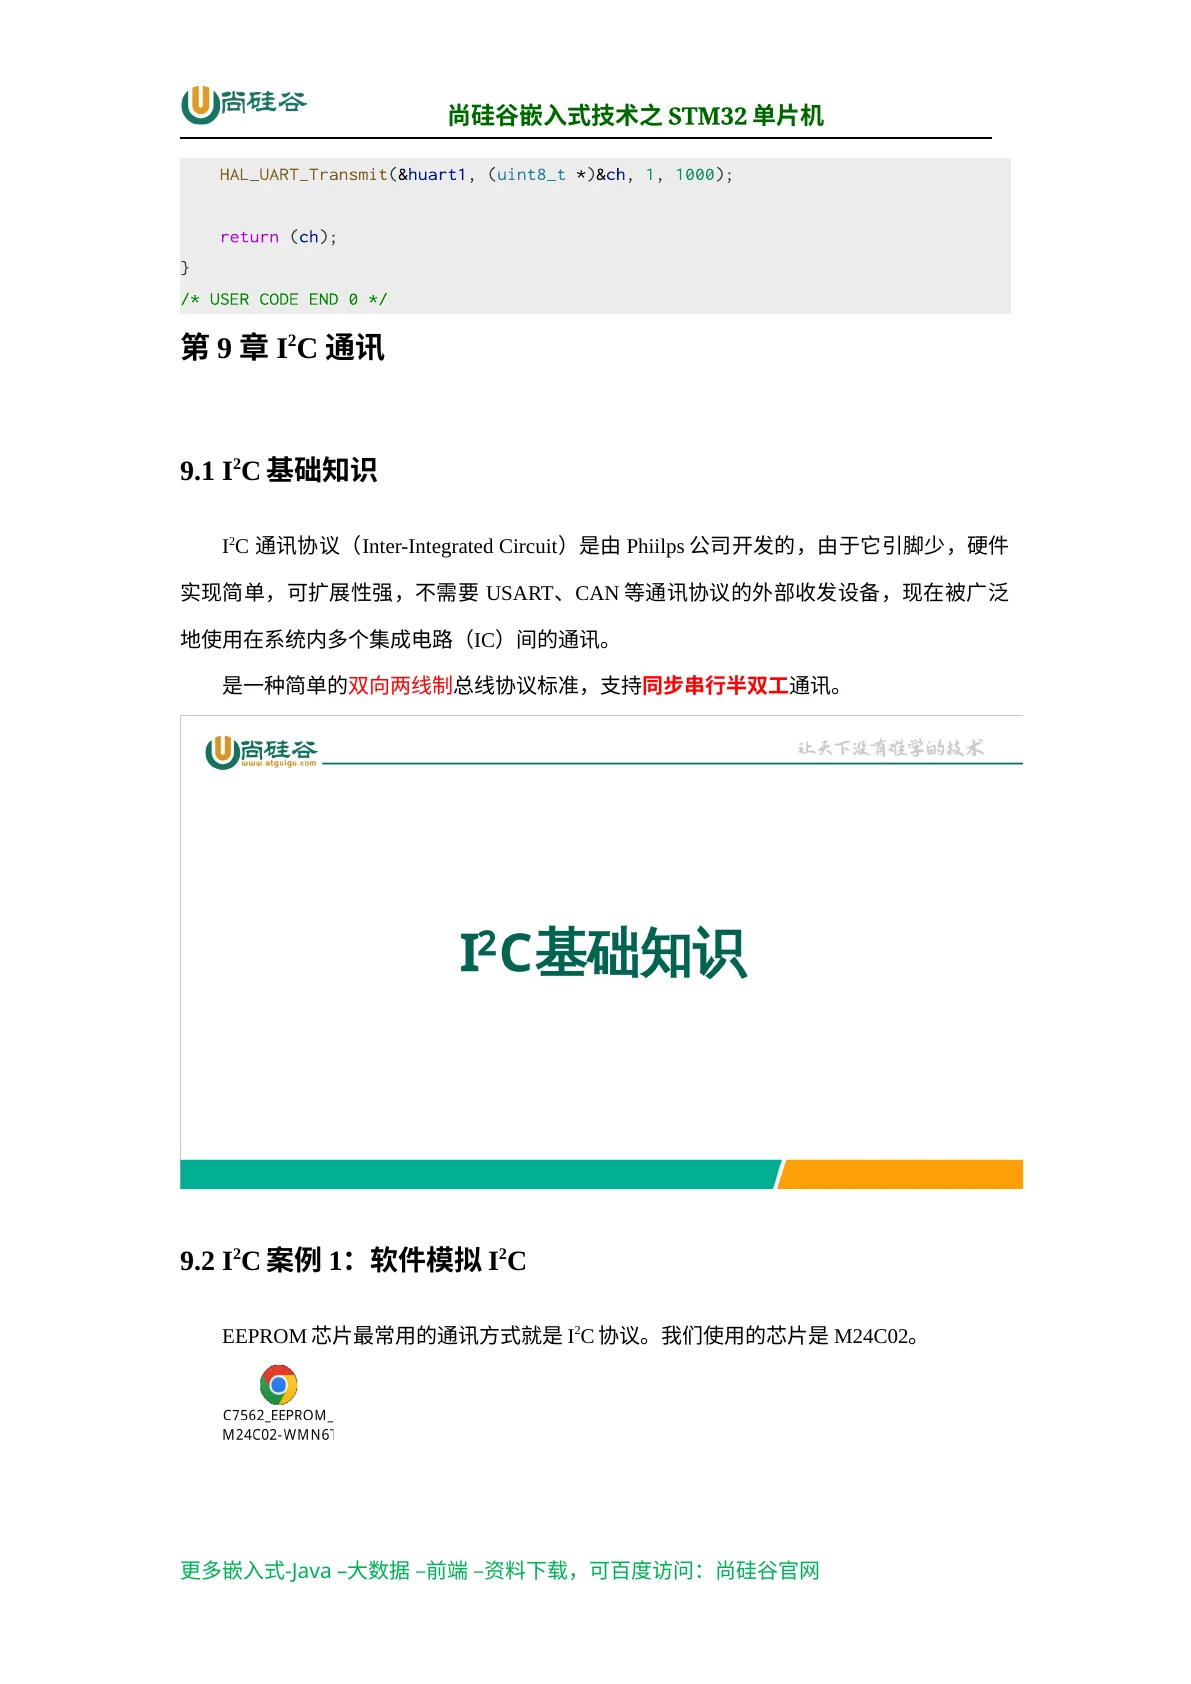 尚硅谷
尚硅谷嵌入式技术之 STM32 单片机
HAL_UART_Transmit(&huart1, (uint8_t *)&ch, 1, 1000);
return (ch);
}
/* USER CODE END 0 */
第 9 章 I²C 通讯
9.1 I²C 基础知识
I²C 通讯协议（Inter-Integrated Circuit）是由 Phiilps 公司开发的，由于它引脚少，硬件
实现简单，可扩展性强，不需要 USART、CAN 等通讯协议的外部收发设备，现在被广泛
地使用在系统内多个集成电路（IC）间的通讯。
是一种简单的双向两线制总线协议标准，支持同步串行半双工通讯。
尚硅谷
www.atguigu.com
让天下没有难学的技术
I²C基础知识
9.2 I²C 案例 1：软件模拟 I²C
EEPROM 芯片最常用的通讯方式就是 I²C 协议。我们使用的芯片是 M24C02。
C7562_EEPROM_
M24C02-WMN6T
更多嵌入式-Java –大数据 –前端 –资料下载，可百度访问：尚硅谷官网